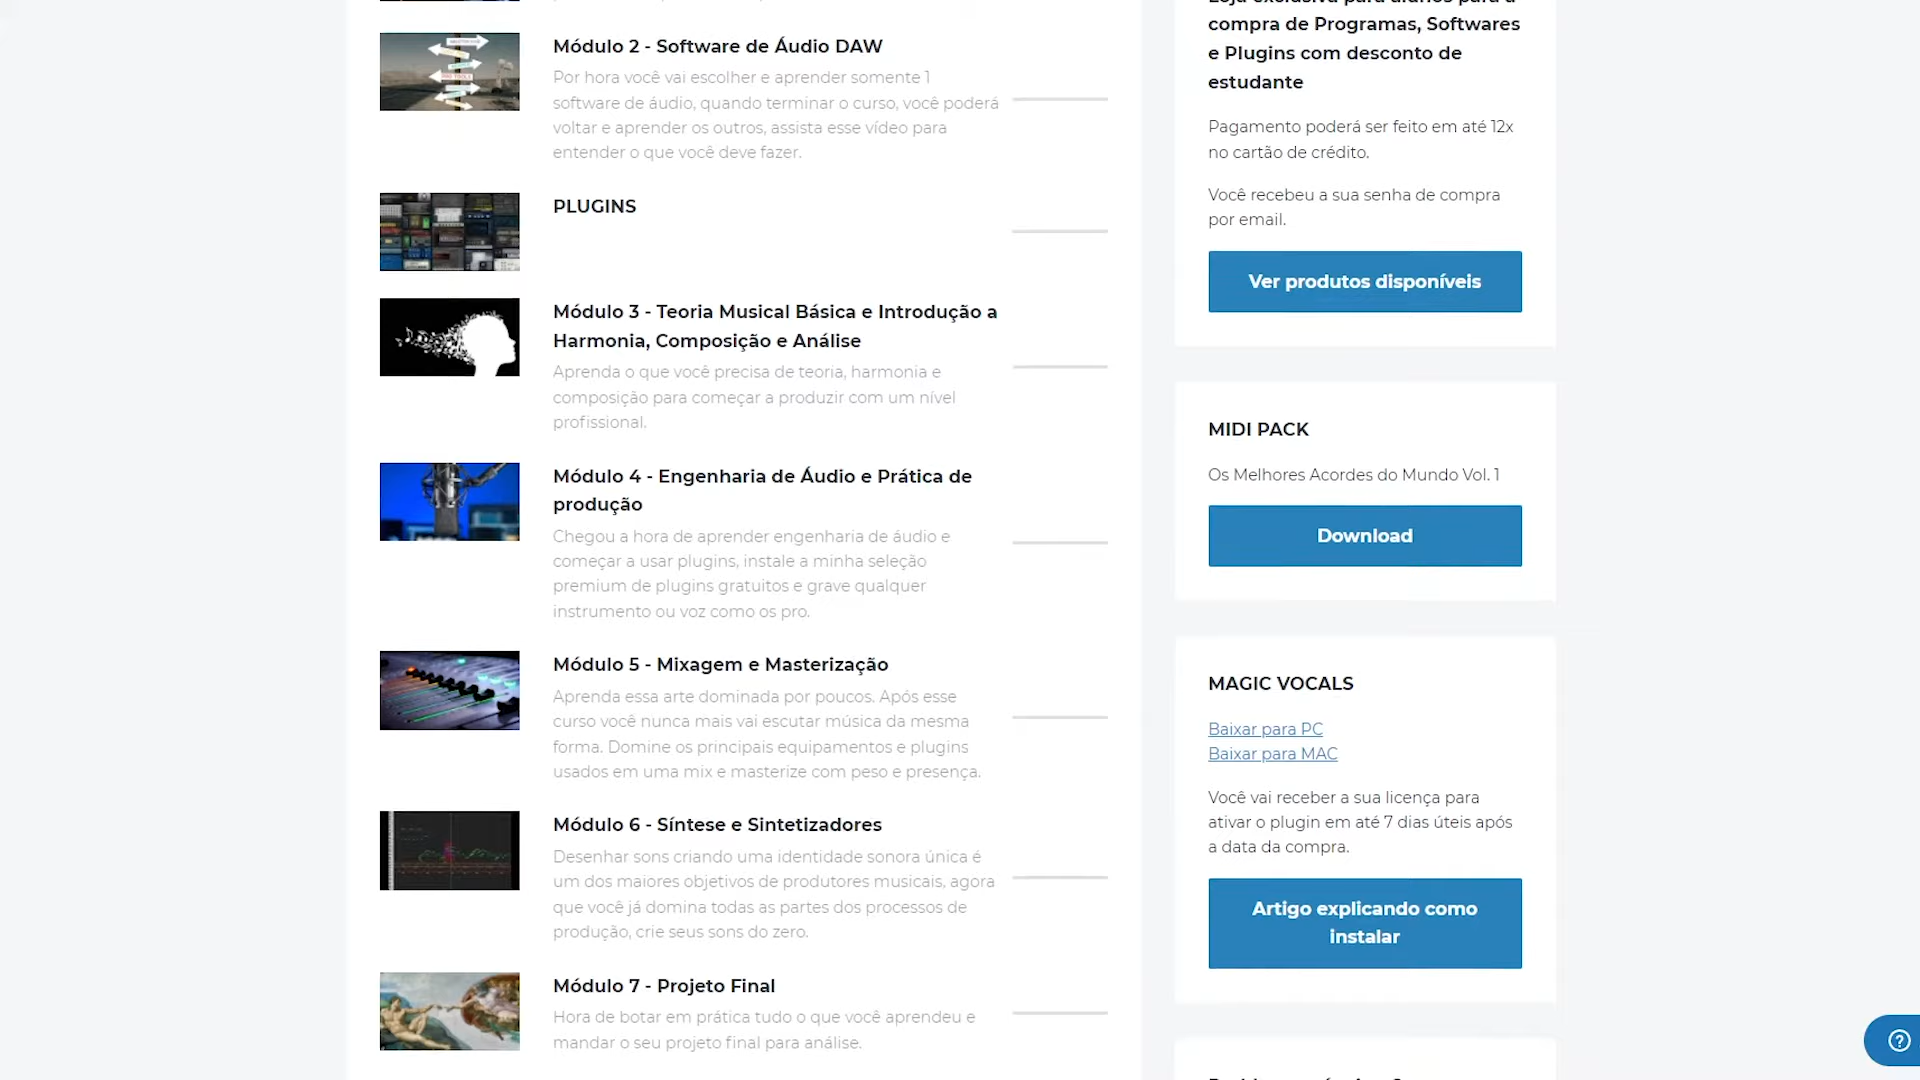 Módulo 2 - Software de Áudio DAW
Por hora você vai escolher e aprender somente 1
software de áudio, quando terminar o curso, você poderá
voltar e aprender os outros, assista esse vídeo para
entender o que você deve fazer.
PLUGINS
Módulo 3 - Teoria Musical Básica e Introdução a
Harmonia, Composição e Análise
Aprenda o que você precisa de teoria, harmonia e
composição para começar a produzir com um nível
profissional.
Módulo 4 - Engenharia de Áudio e Prática de
produção
Chegou a hora de aprender engenharia de áudio e
começar a usar plugins, instale a minha seleção
premium de plugins gratuitos e grave qualquer
instrumento ou voz como os pro.
Módulo 5 - Mixagem e Masterização
Aprenda essa arte dominada por poucos. Após esse
curso você nunca mais vai escutar música da mesma
forma. Domine os principais equipamentos e plugins
usados em uma mix e masterize com peso e presença.
Módulo 6 - Síntese e Sintetizadores
Desenhar sons criando uma identidade sonora única é
um dos maiores objetivos de produtores musicais, agora
que você já domina todas as partes dos processos de
produção, crie seus sons do zero.
Módulo 7 - Projeto Final
Hora de botar em prática tudo o que você aprendeu e
mandar o seu projeto final para análise.
Loja exclusiva para alunos para a
compra de Programas, Softwares
e Plugins com desconto de
estudante
Pagamento poderá ser feito em até 12x
no cartão de crédito.
Você recebeu a sua senha de compra
por email.
Ver produtos disponíveis
MIDI PACK
Os Melhores Acordes do Mundo Vol. 1
Download
MAGIC VOCALS
Baixar para PC
Baixar para MAC
Você vai receber a sua licença para
ativar o plugin em até 7 dias úteis após
a data da compra.
Artigo explicando como
instalar